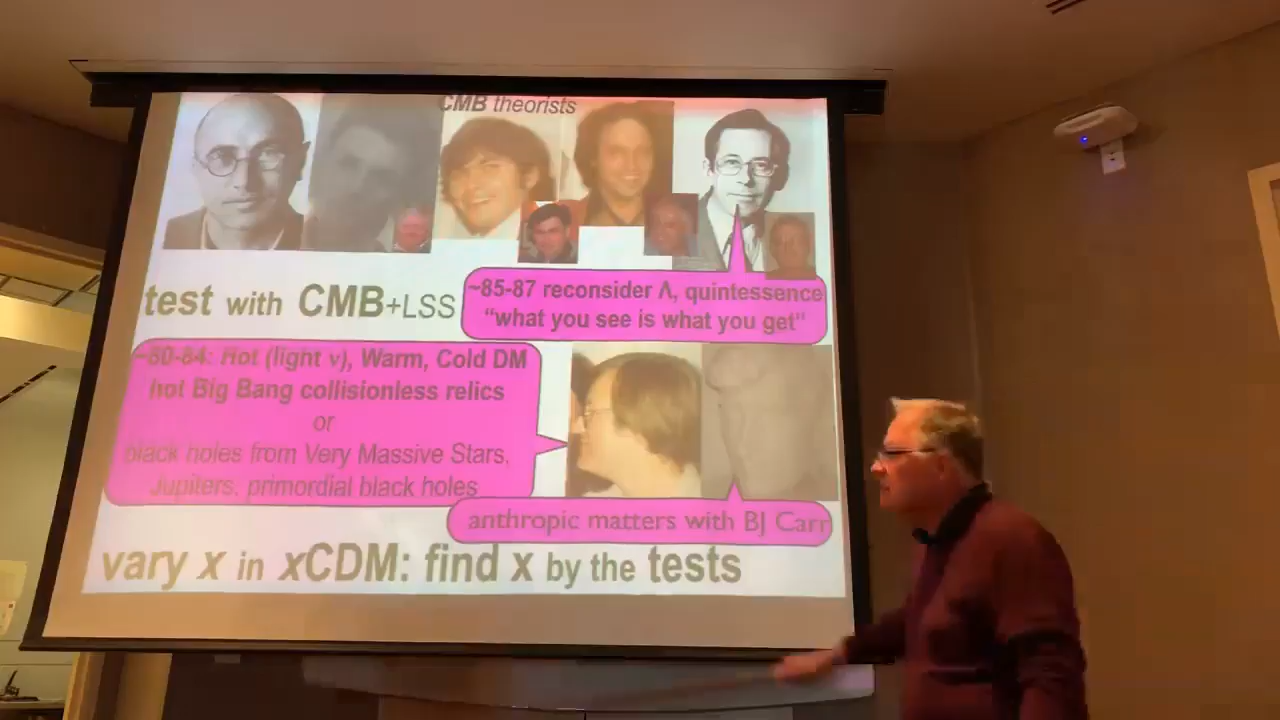 CMB theorists
test with CMB+LSS
~85-87 reconsider Λ, quintessence
“what you see is what you get”
~80-84: Hot (light ν), Warm, Cold DM
hot Big Bang collisionless relics
or
black holes from Very Massive Stars,
Jupiters, primordial black holes
anthropic matters with BJ Carr
vary x in xCDM: find x by the tests